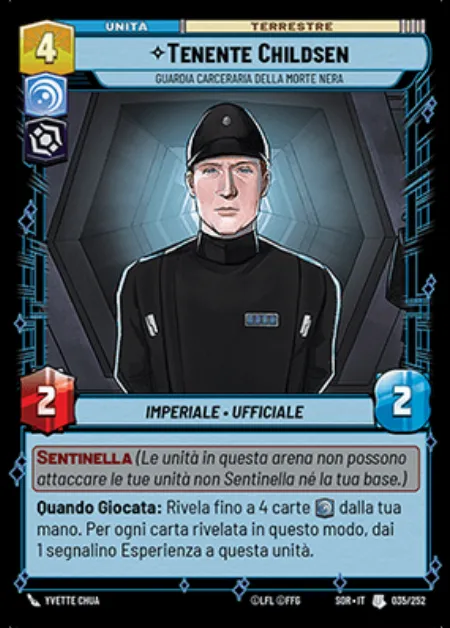 UNITÀ
TERRESTRE
4
TENENTE CHILDSEN
GUARDIA CARCERARIA DELLA MORTE NERA
2
IMPERIALE • UFFICIALE
2
SENTINELLA (Le unità in questa arena non possono
attaccare le tue unità non Sentinella né la tua base.)
Quando Giocata: Rivela fino a 4 carte dalla tua
mano. Per ogni carta rivelata in questo modo, dai
1 segnalino Esperienza a questa unità.
YVETTE CHUA
©LFL ©FFG
SOR • IT
035/252